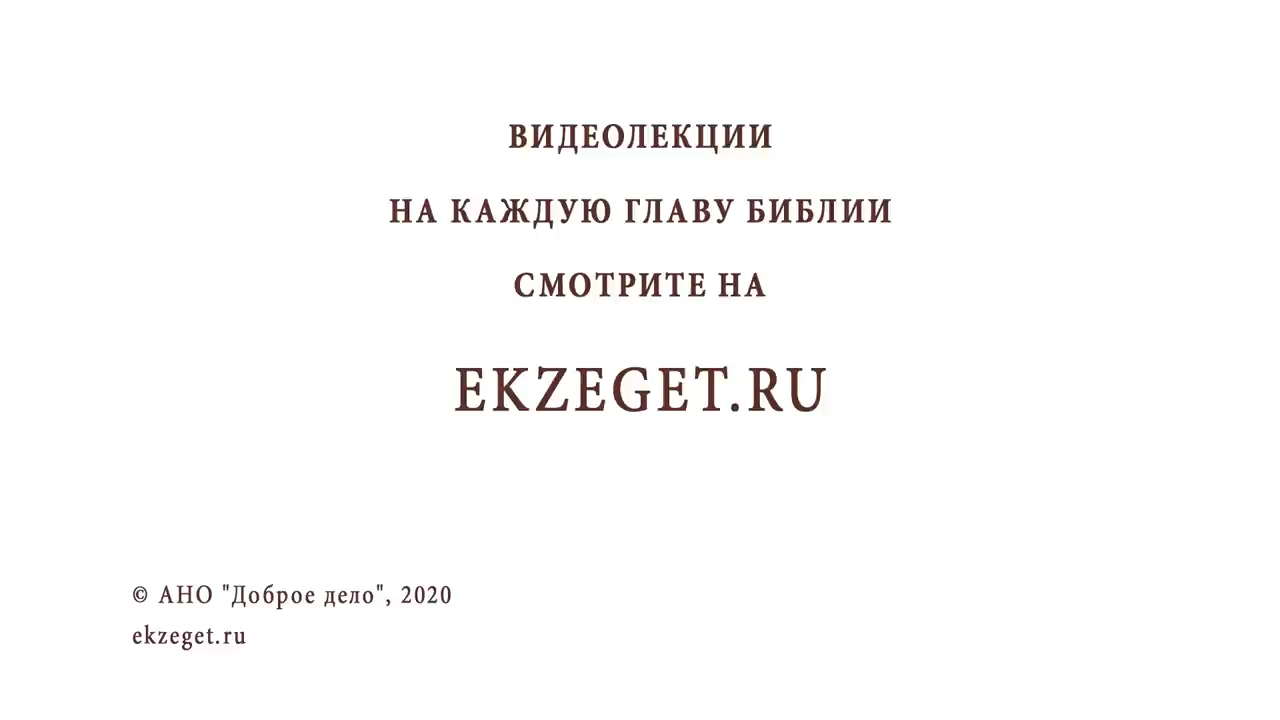 ВИДЕОЛЕКЦИИ
НА КАЖДУЮ ГЛАВУ БИБЛИИ
СМОТРИТЕ НА
EKZEGET.RU
© АНО "Доброе дело", 2020
ekzeget.ru